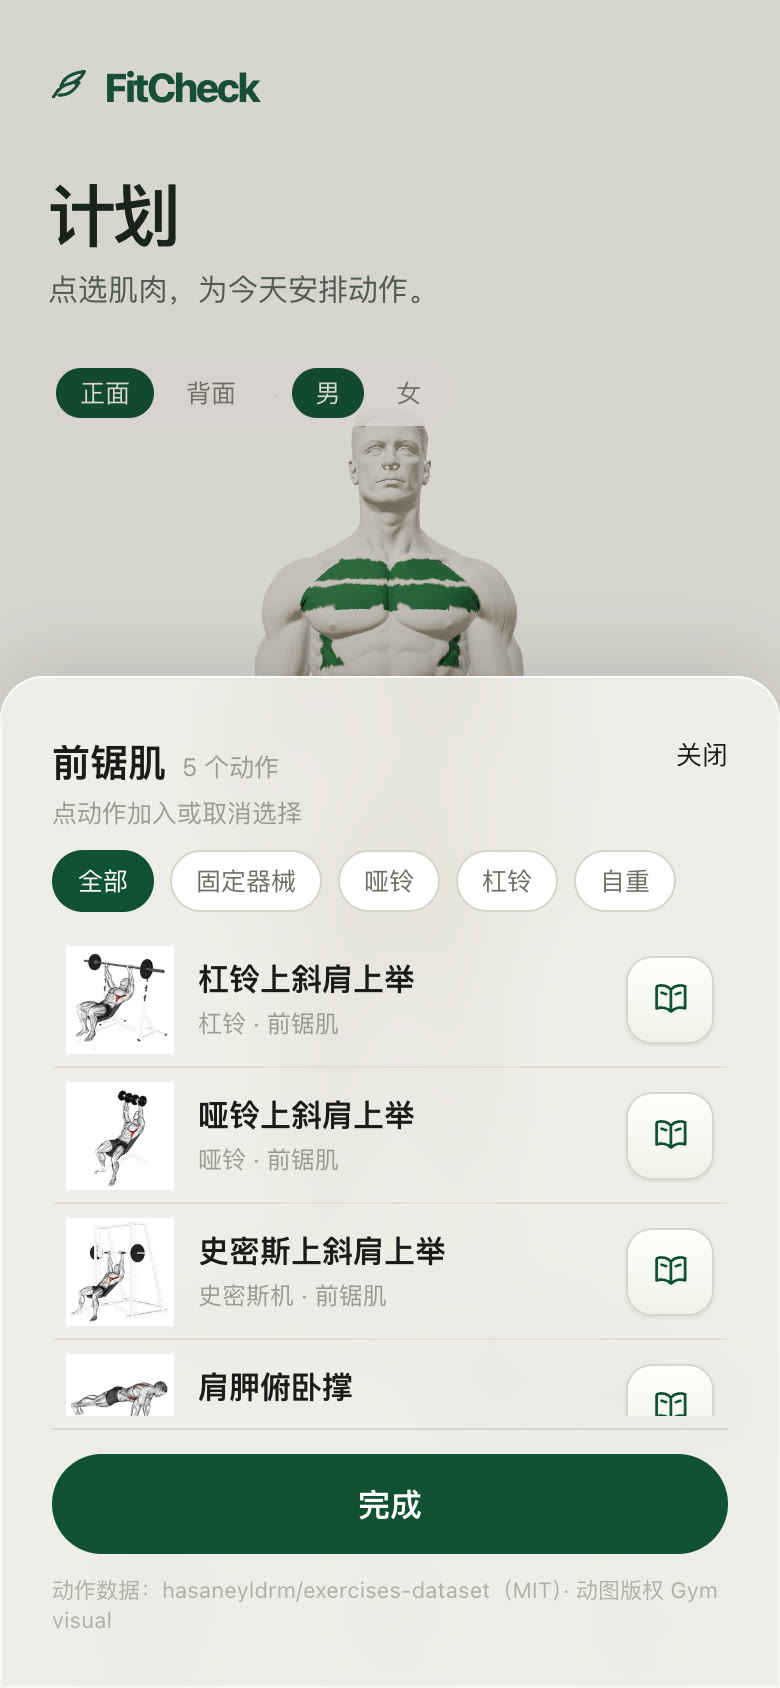 FitCheck
计划
点选肌肉，为今天安排动作。
正面 背面 · 男 女
前锯肌 5 个动作
关闭
点动作加入或取消选择
全部 固定器械 哑铃 杠铃 自重
杠铃上斜肩上举
杠铃 · 前锯肌
哑铃上斜肩上举
哑铃 · 前锯肌
史密斯上斜肩上举
史密斯机 · 前锯肌
肩胛俯卧撑
完成
动作数据：hasaneyldrm/exercises-dataset（MIT）· 动图版权 Gym
visual